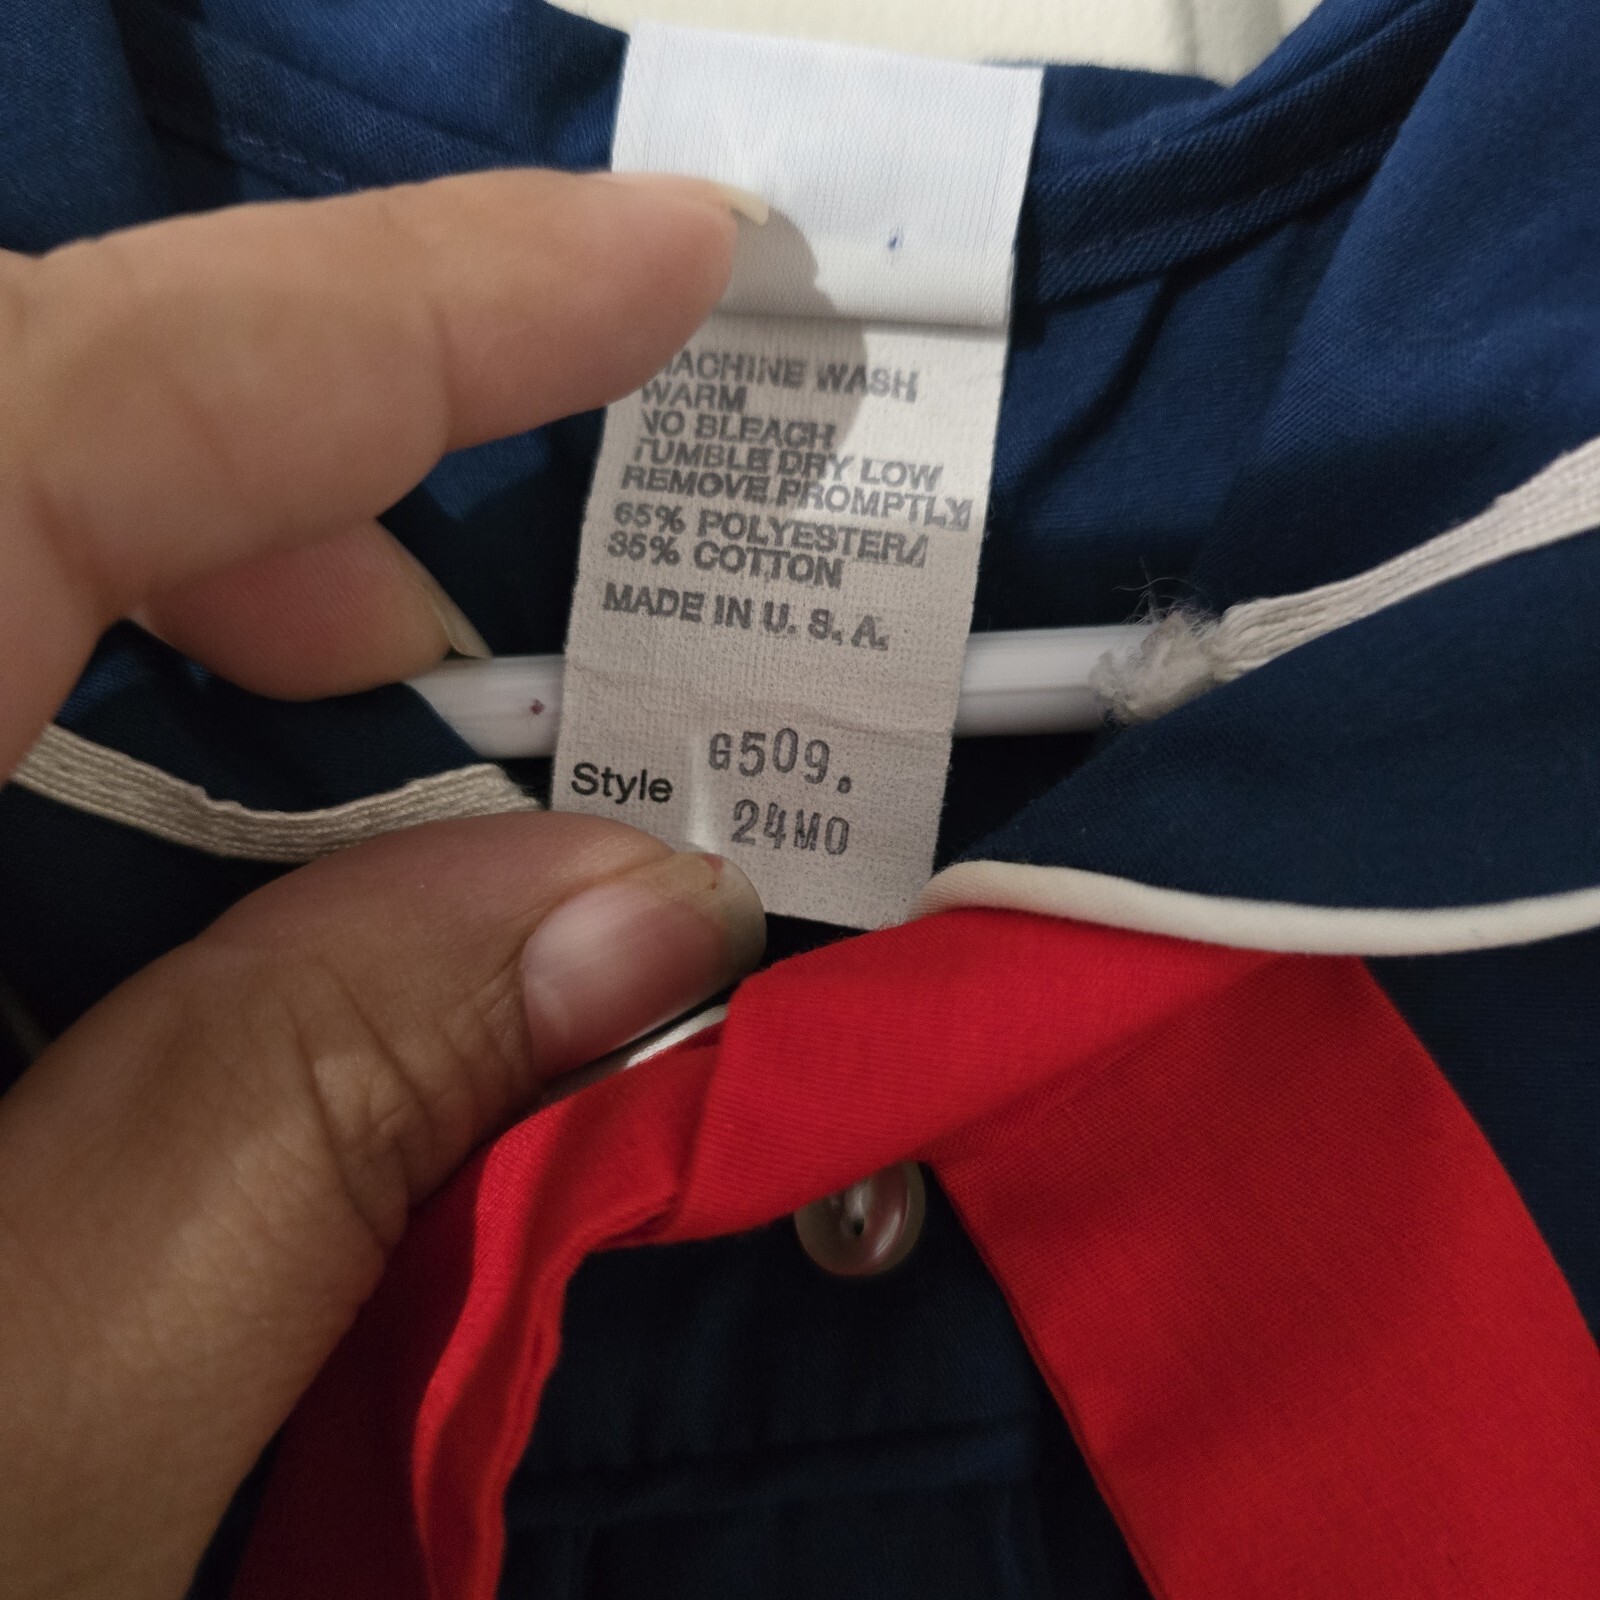 MACHINE WASH
WARM
NO BLEACH
TUMBLE DRY LOW
REMOVE PROMPTLY
65% POLYESTER/
35% COTTON
MADE IN U. S. A.
Style G509.
24MO